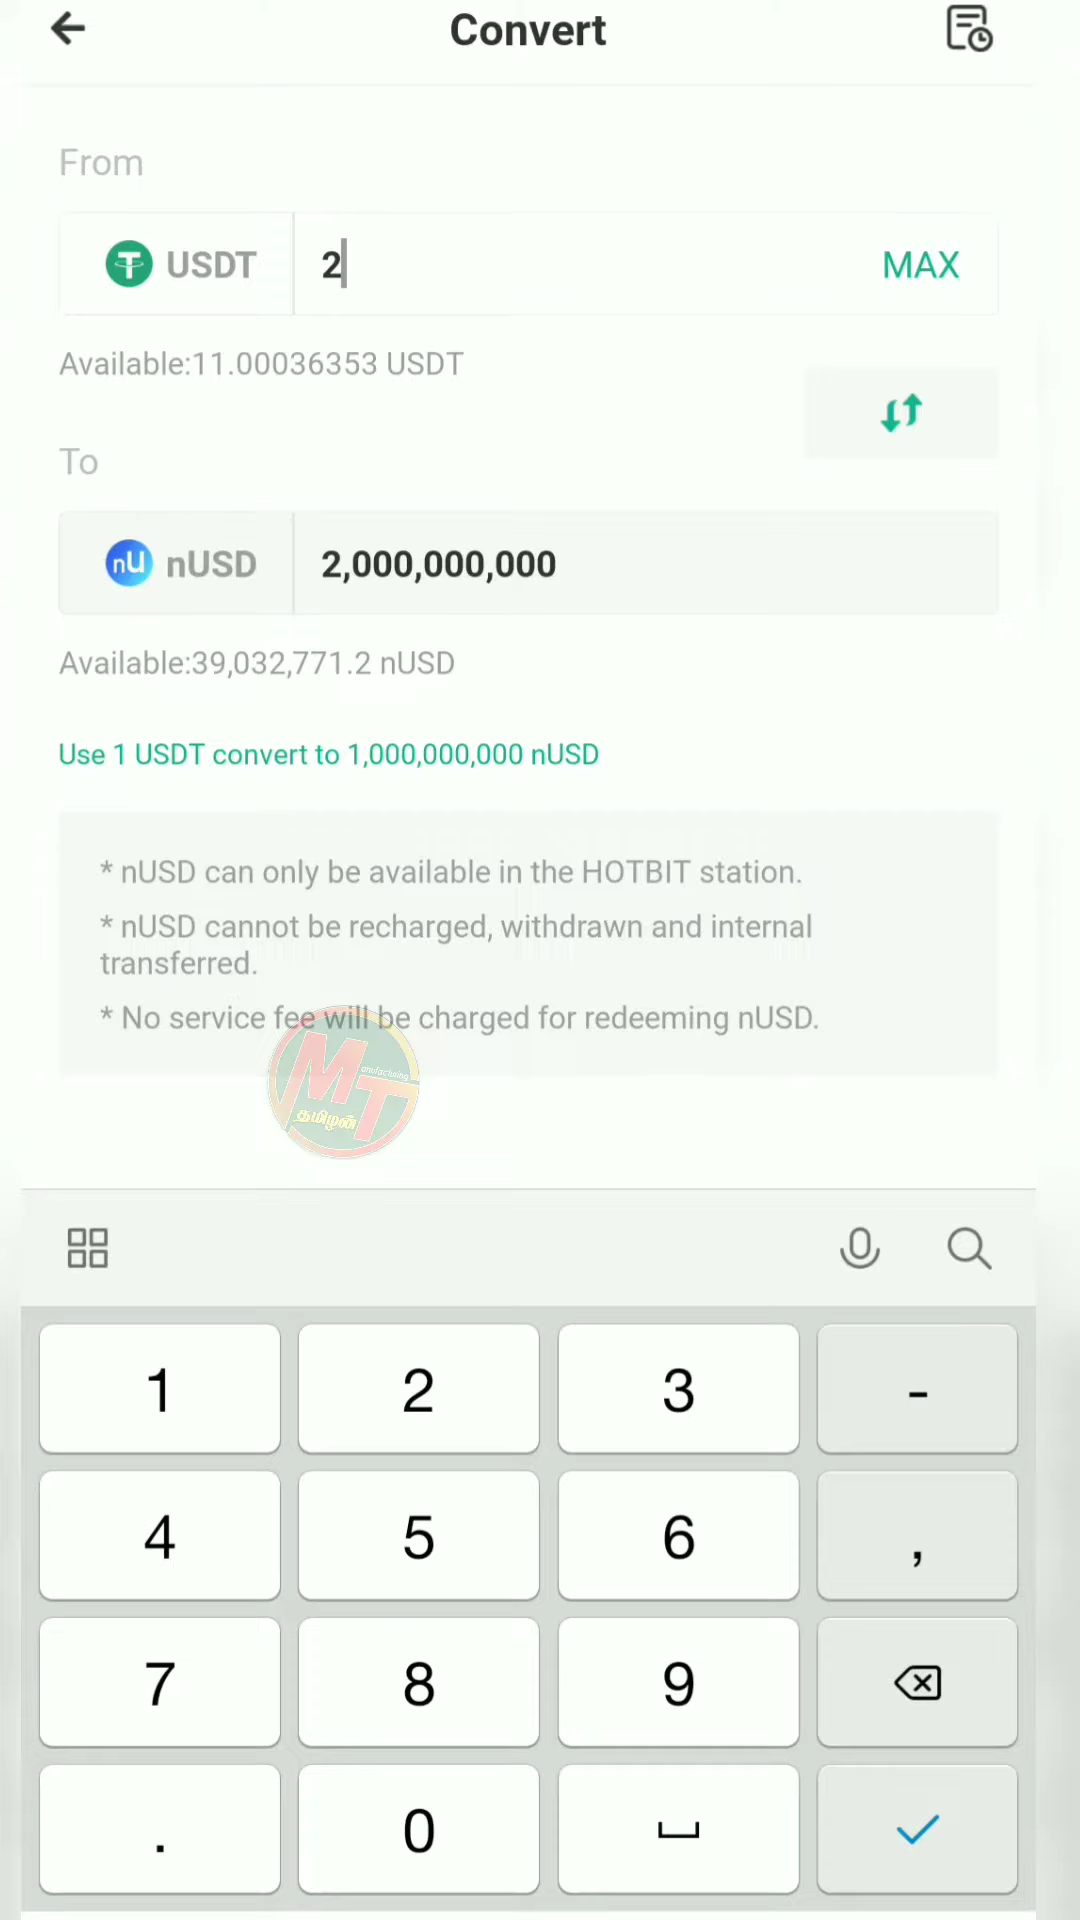 Convert
From
USDT
2
MAX
Available:11.00036353 USDT
To
nU
nUSD
2,000,000,000
Available:39,032,771.2 nUSD
Use 1 USDT convert to 1,000,000,000 nUSD
* nUSD can only be available in the HOTBIT station.
* nUSD cannot be recharged, withdrawn and internal
transferred.
* No service fee will be charged for redeeming nUSD.
MT
anufacturing
தமிழன்
1 2 3 -
4 5 6 ,
7 8 9
. 0